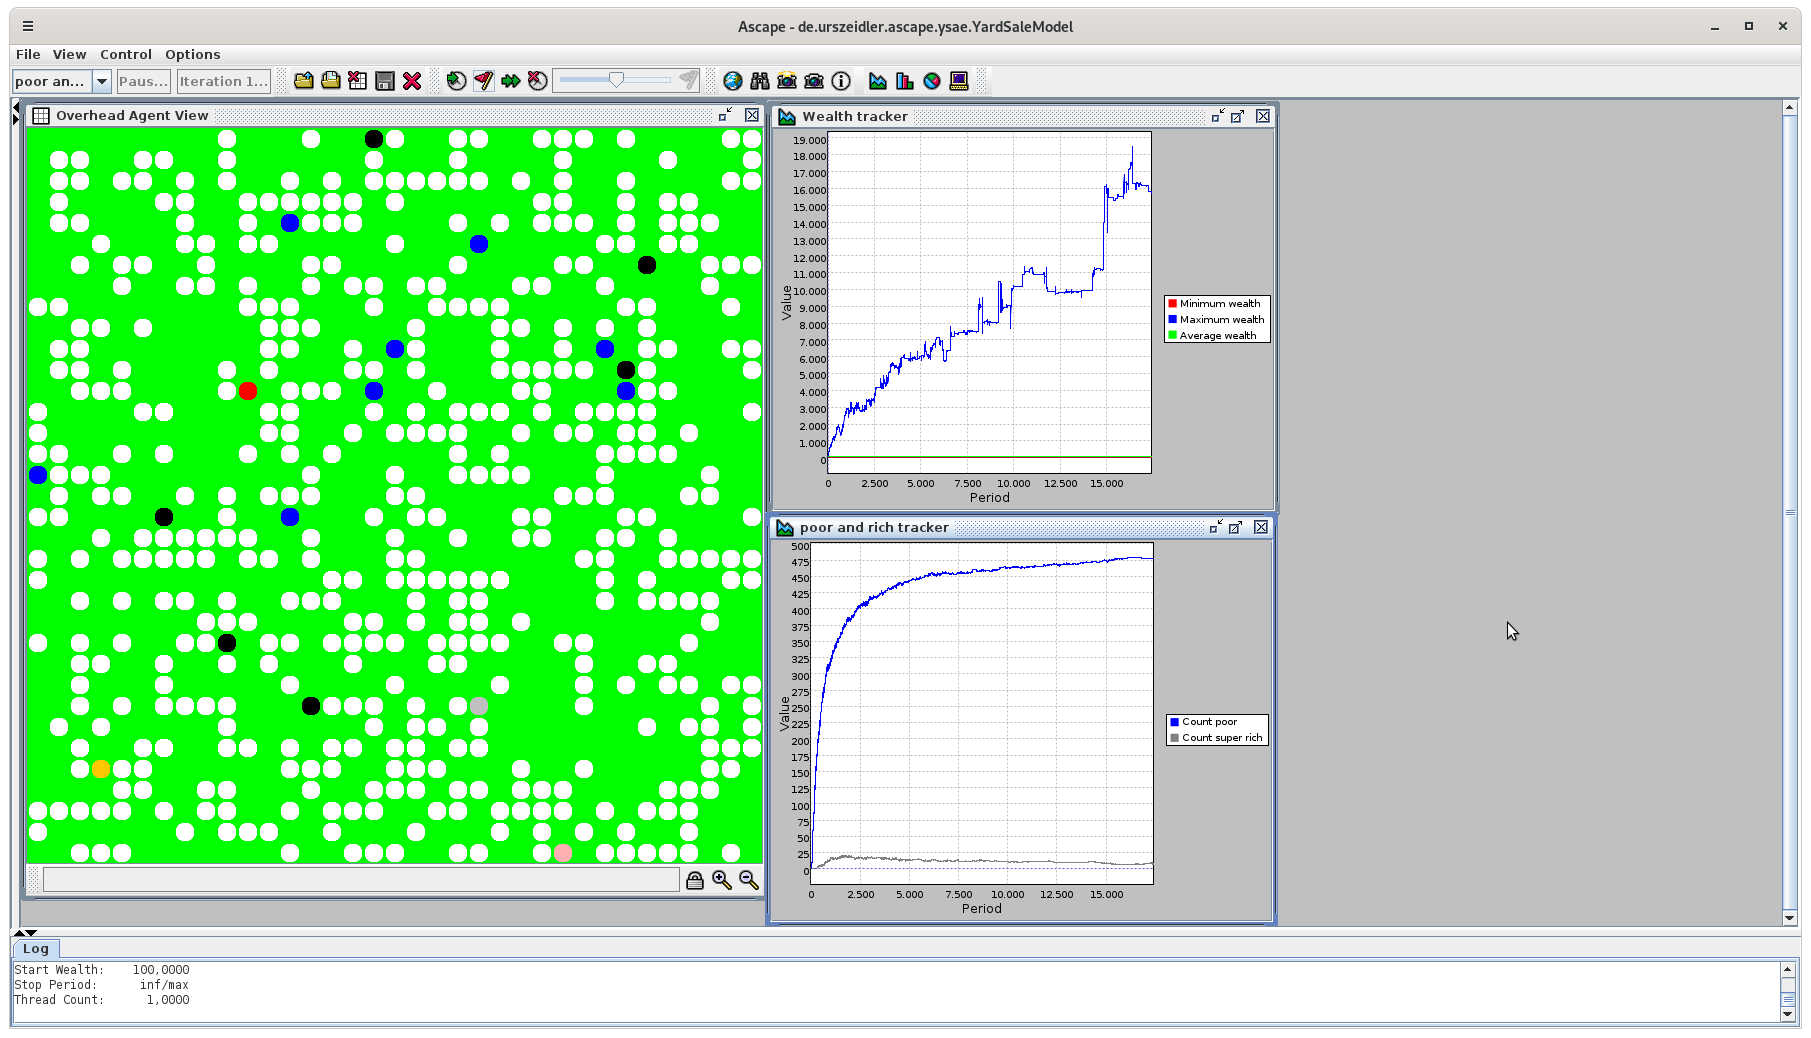 Ascape - de.urszeidler.ascape.ysae.YardSaleModel
File View Control Options
poor an... Paus... Iteration 1...
Overhead Agent View
Wealth tracker
19.000
18.000
17.000
16.000
15.000
14.000
13.000
12.000
11.000
10.000
9.000
8.000
7.000
6.000
5.000
4.000
3.000
2.000
1.000
0
Value
0 2.500 5.000 7.500 10.000 12.500 15.000
Period
Minimum wealth
Maximum wealth
Average wealth
poor and rich tracker
500
475
450
425
400
375
350
325
300
275
250
225
200
175
150
125
100
75
50
25
0
Value
0 2.500 5.000 7.500 10.000 12.500 15.000
Period
Count poor
Count super rich
Log
Start Wealth: 100,0000
Stop Period: inf/max
Thread Count: 1,0000